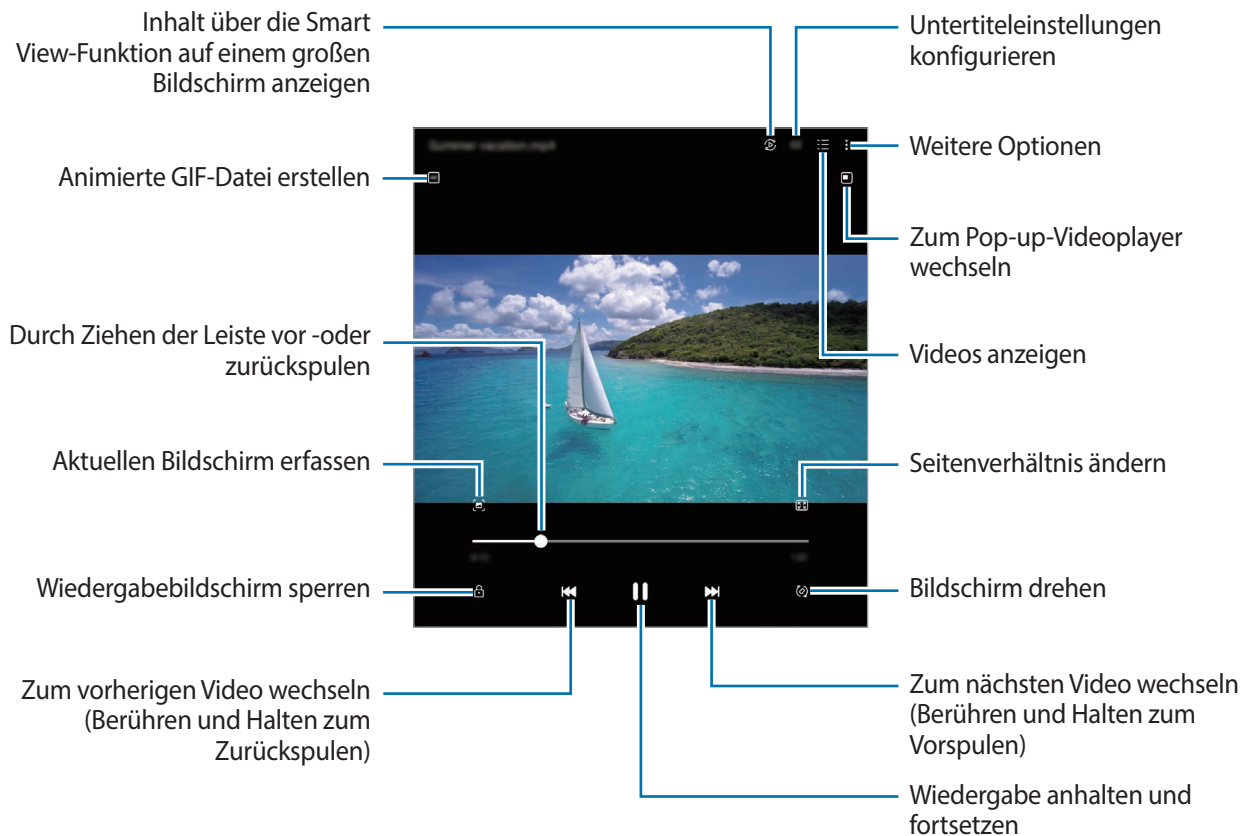 Inhalt über die Smart
View-Funktion auf einem großen
Bildschirm anzeigen
Untertiteleinstellungen
konfigurieren
Summer vacation.mp4
Weitere Optionen
Animierte GIF-Datei erstellen
Zum Pop-up-Videoplayer
wechseln
Durch Ziehen der Leiste vor -oder
zurückspulen
Videos anzeigen
Aktuellen Bildschirm erfassen
Seitenverhältnis ändern
Wiedergabebildschirm sperren
Bildschirm drehen
Zum vorherigen Video wechseln
(Berühren und Halten zum
Zurückspulen)
Zum nächsten Video wechseln
(Berühren und Halten zum
Vorspulen)
Wiedergabe anhalten und
fortsetzen